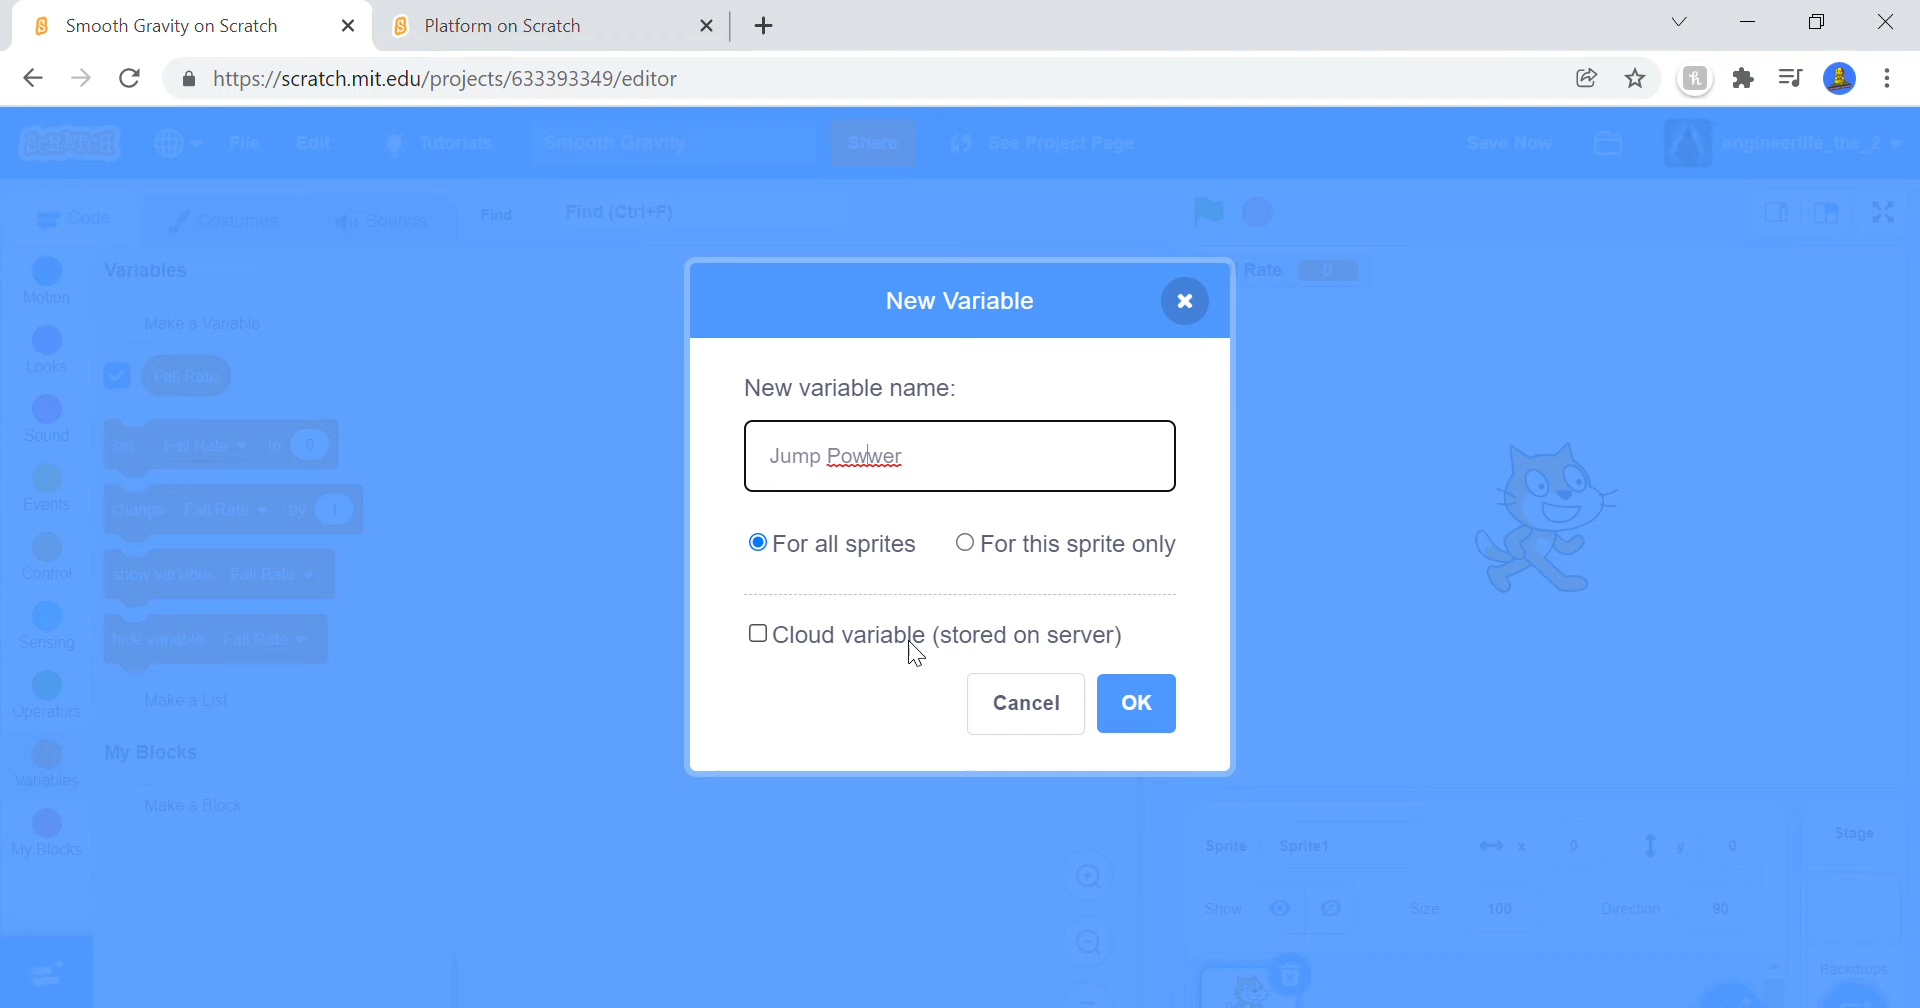 Smooth Gravity on Scratch
Platform on Scratch
https://scratch.mit.edu/projects/633393349/editor
SCRATCH File Edit Tutorials Smooth Gravity Share See Project Page Save Now engineerlife_the_2
Code Costumes Sounds Find Find (Ctrl+F)
Motion
Looks
Sound
Events
Control
Sensing
Operators
Variables
My Blocks
Variables
Make a Variable
Fall Rate
set Fall Rate to 0
change Fall Rate by 1
show variable Fall Rate
hide variable Fall Rate
Make a List
My Blocks
Make a Block
New Variable
New variable name:
Jump Powwer
For all sprites For this sprite only
Cloud variable (stored on server)
Cancel OK
Rate 0
Sprite Sprite1 x 0 y 0
Show Size 100 Direction 90
Stage
Backdrops